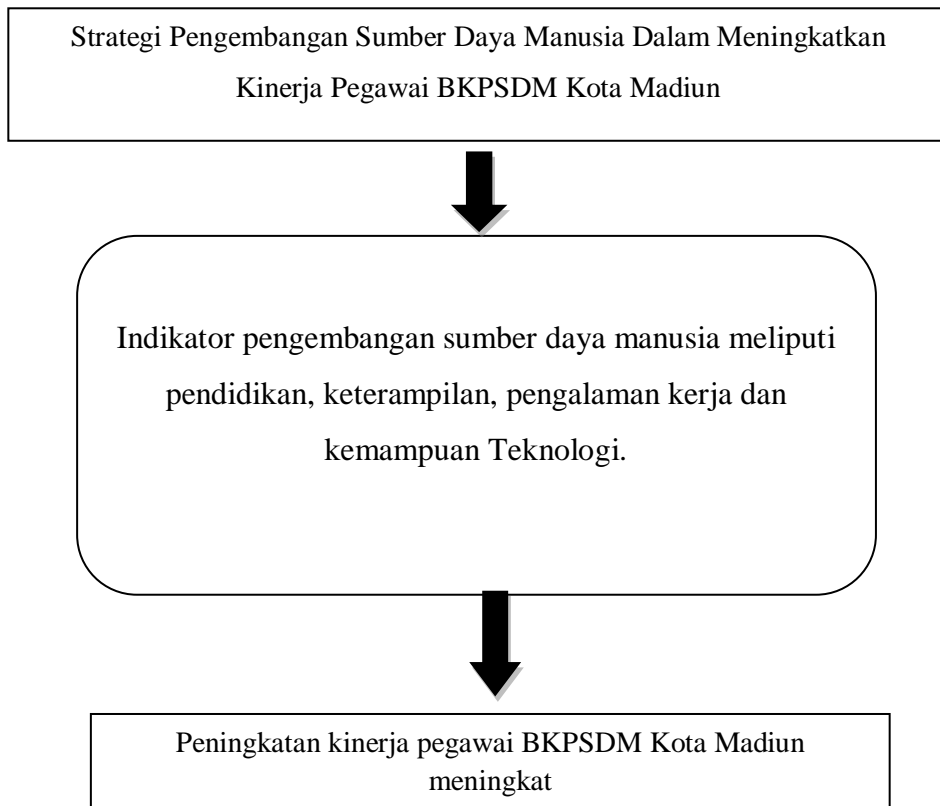 Strategi Pengembangan Sumber Daya Manusia Dalam Meningkatkan
Kinerja Pegawai BKPSDM Kota Madiun
Indikator pengembangan sumber daya manusia meliputi
pendidikan, keterampilan, pengalaman kerja dan
kemampuan Teknologi.
Peningkatan kinerja pegawai BKPSDM Kota Madiun
meningkat